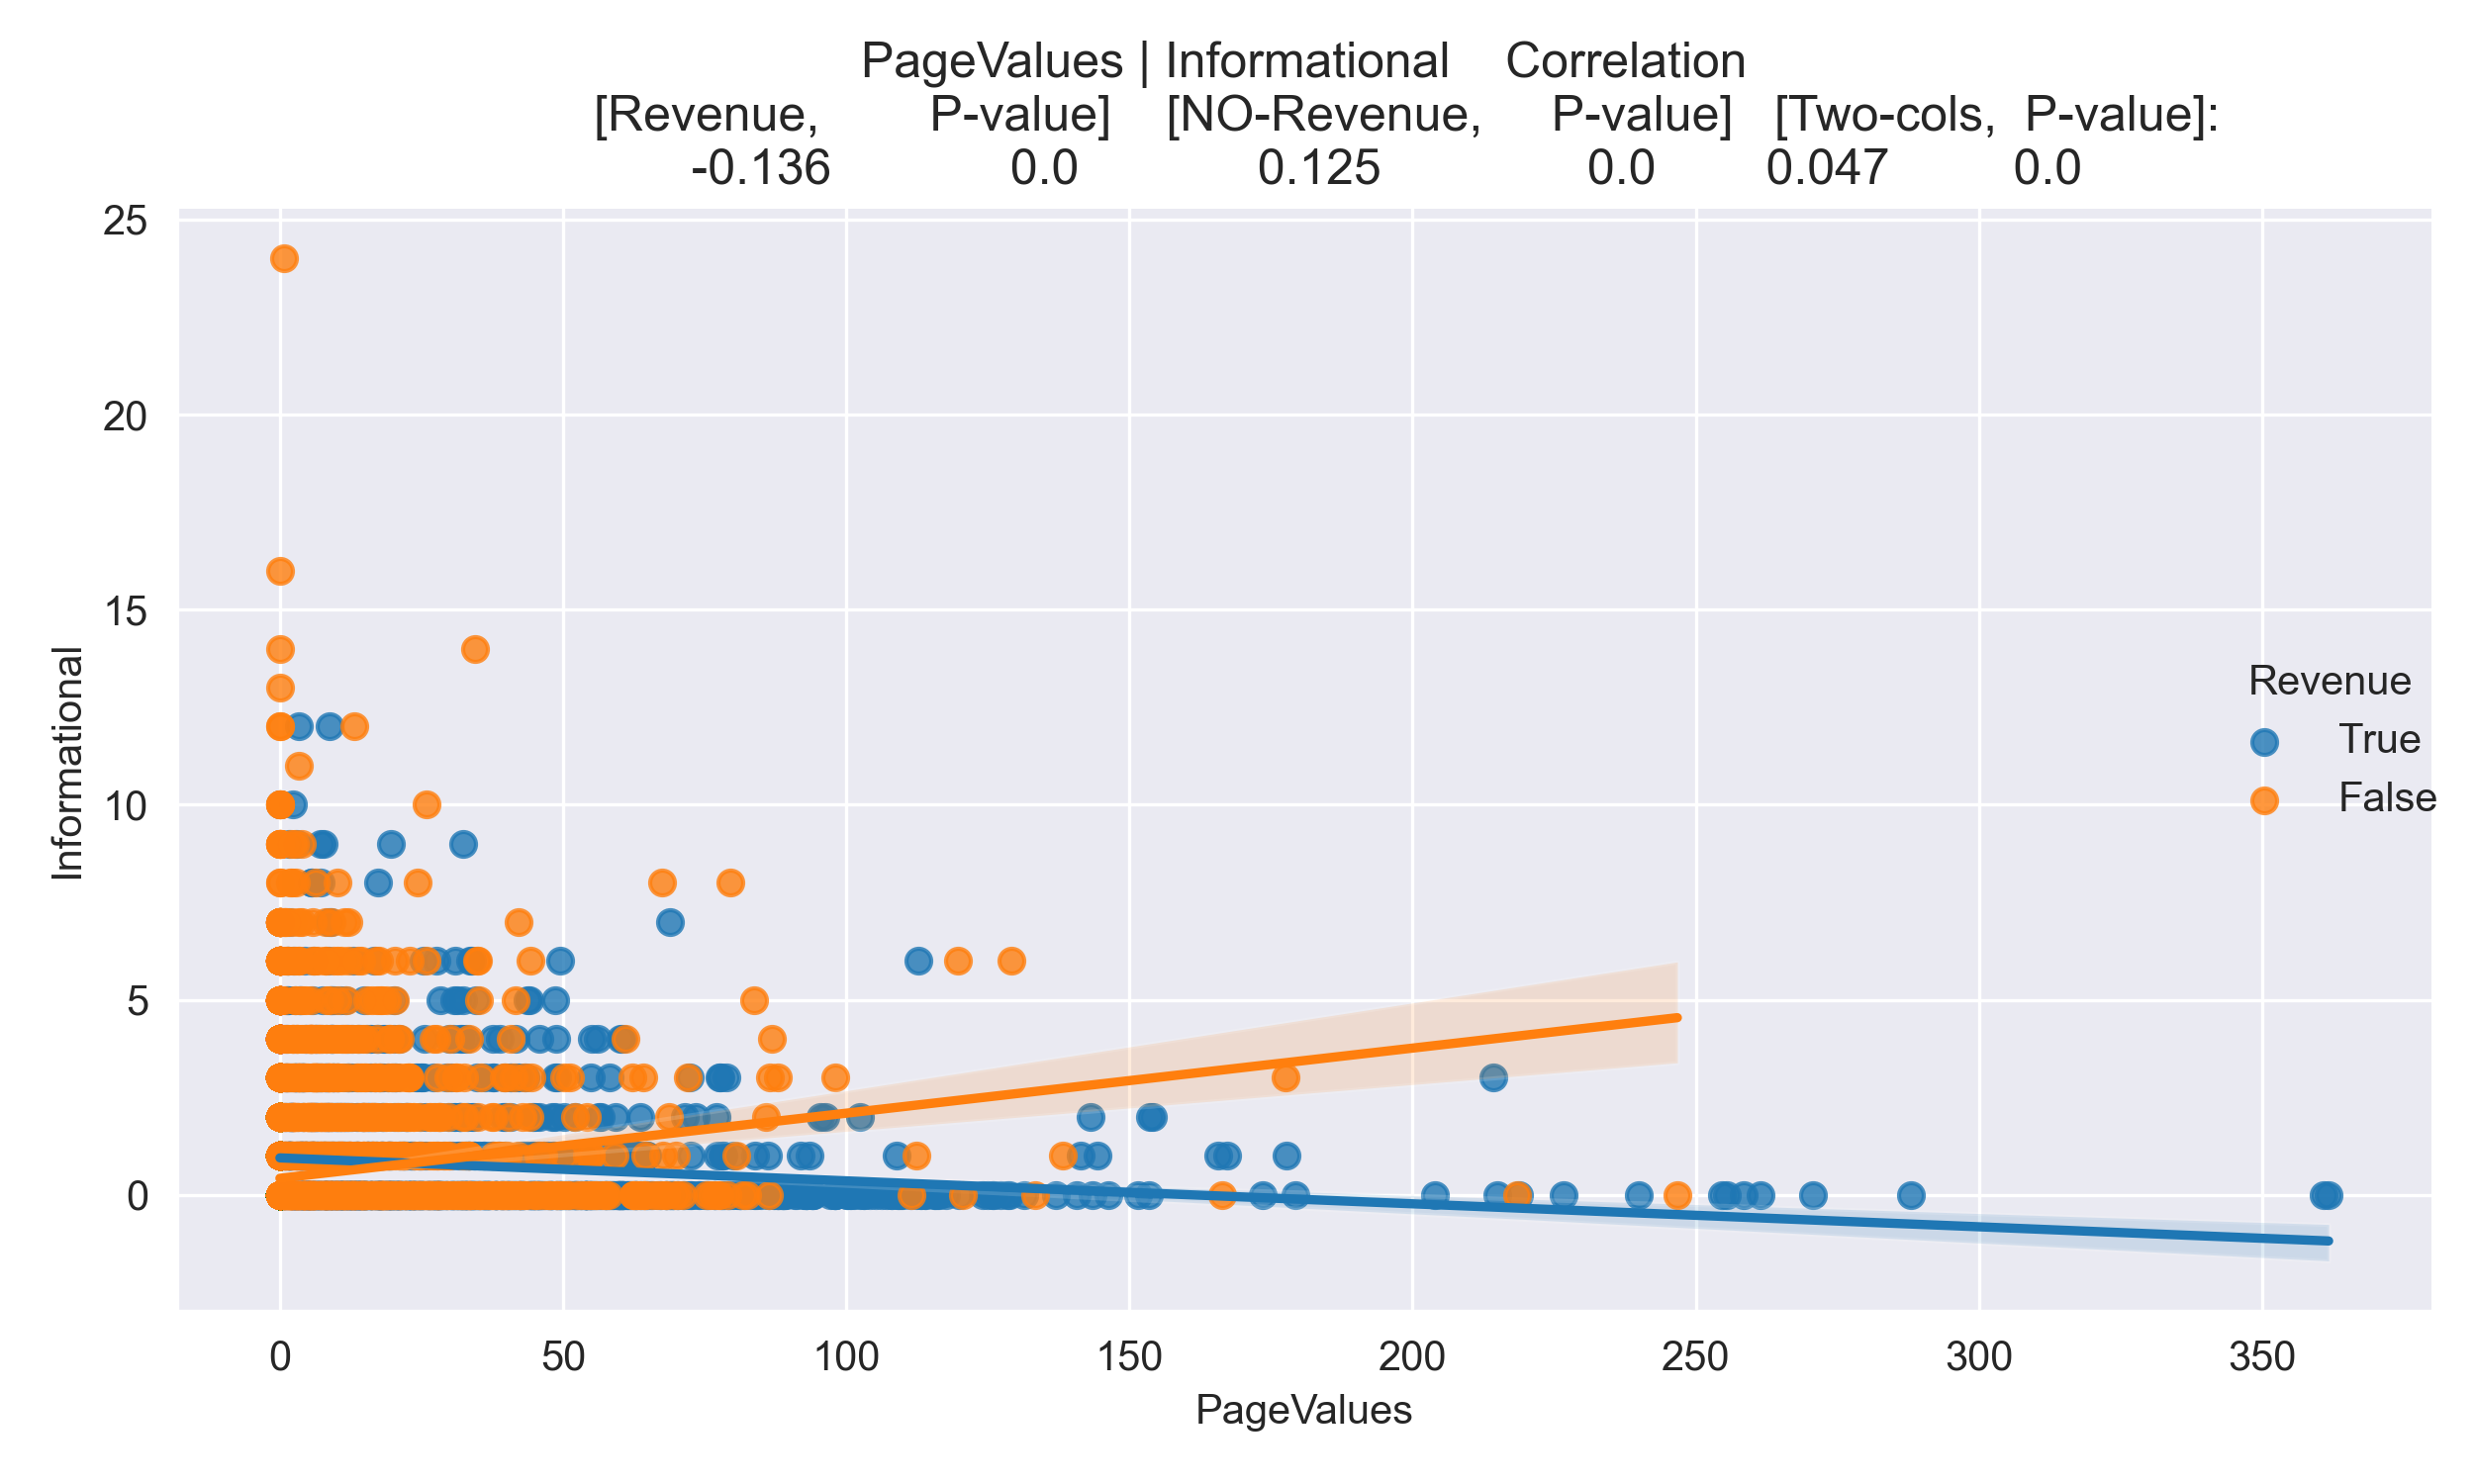 PageValues | Informational Correlation
[Revenue, P-value] [NO-Revenue, P-value] [Two-cols, P-value]:
-0.136 0.0 0.125 0.0 0.047 0.0
25
20
15
10
5
0
Informational
Revenue
True
False
0 50 100 150 200 250 300 350
PageValues